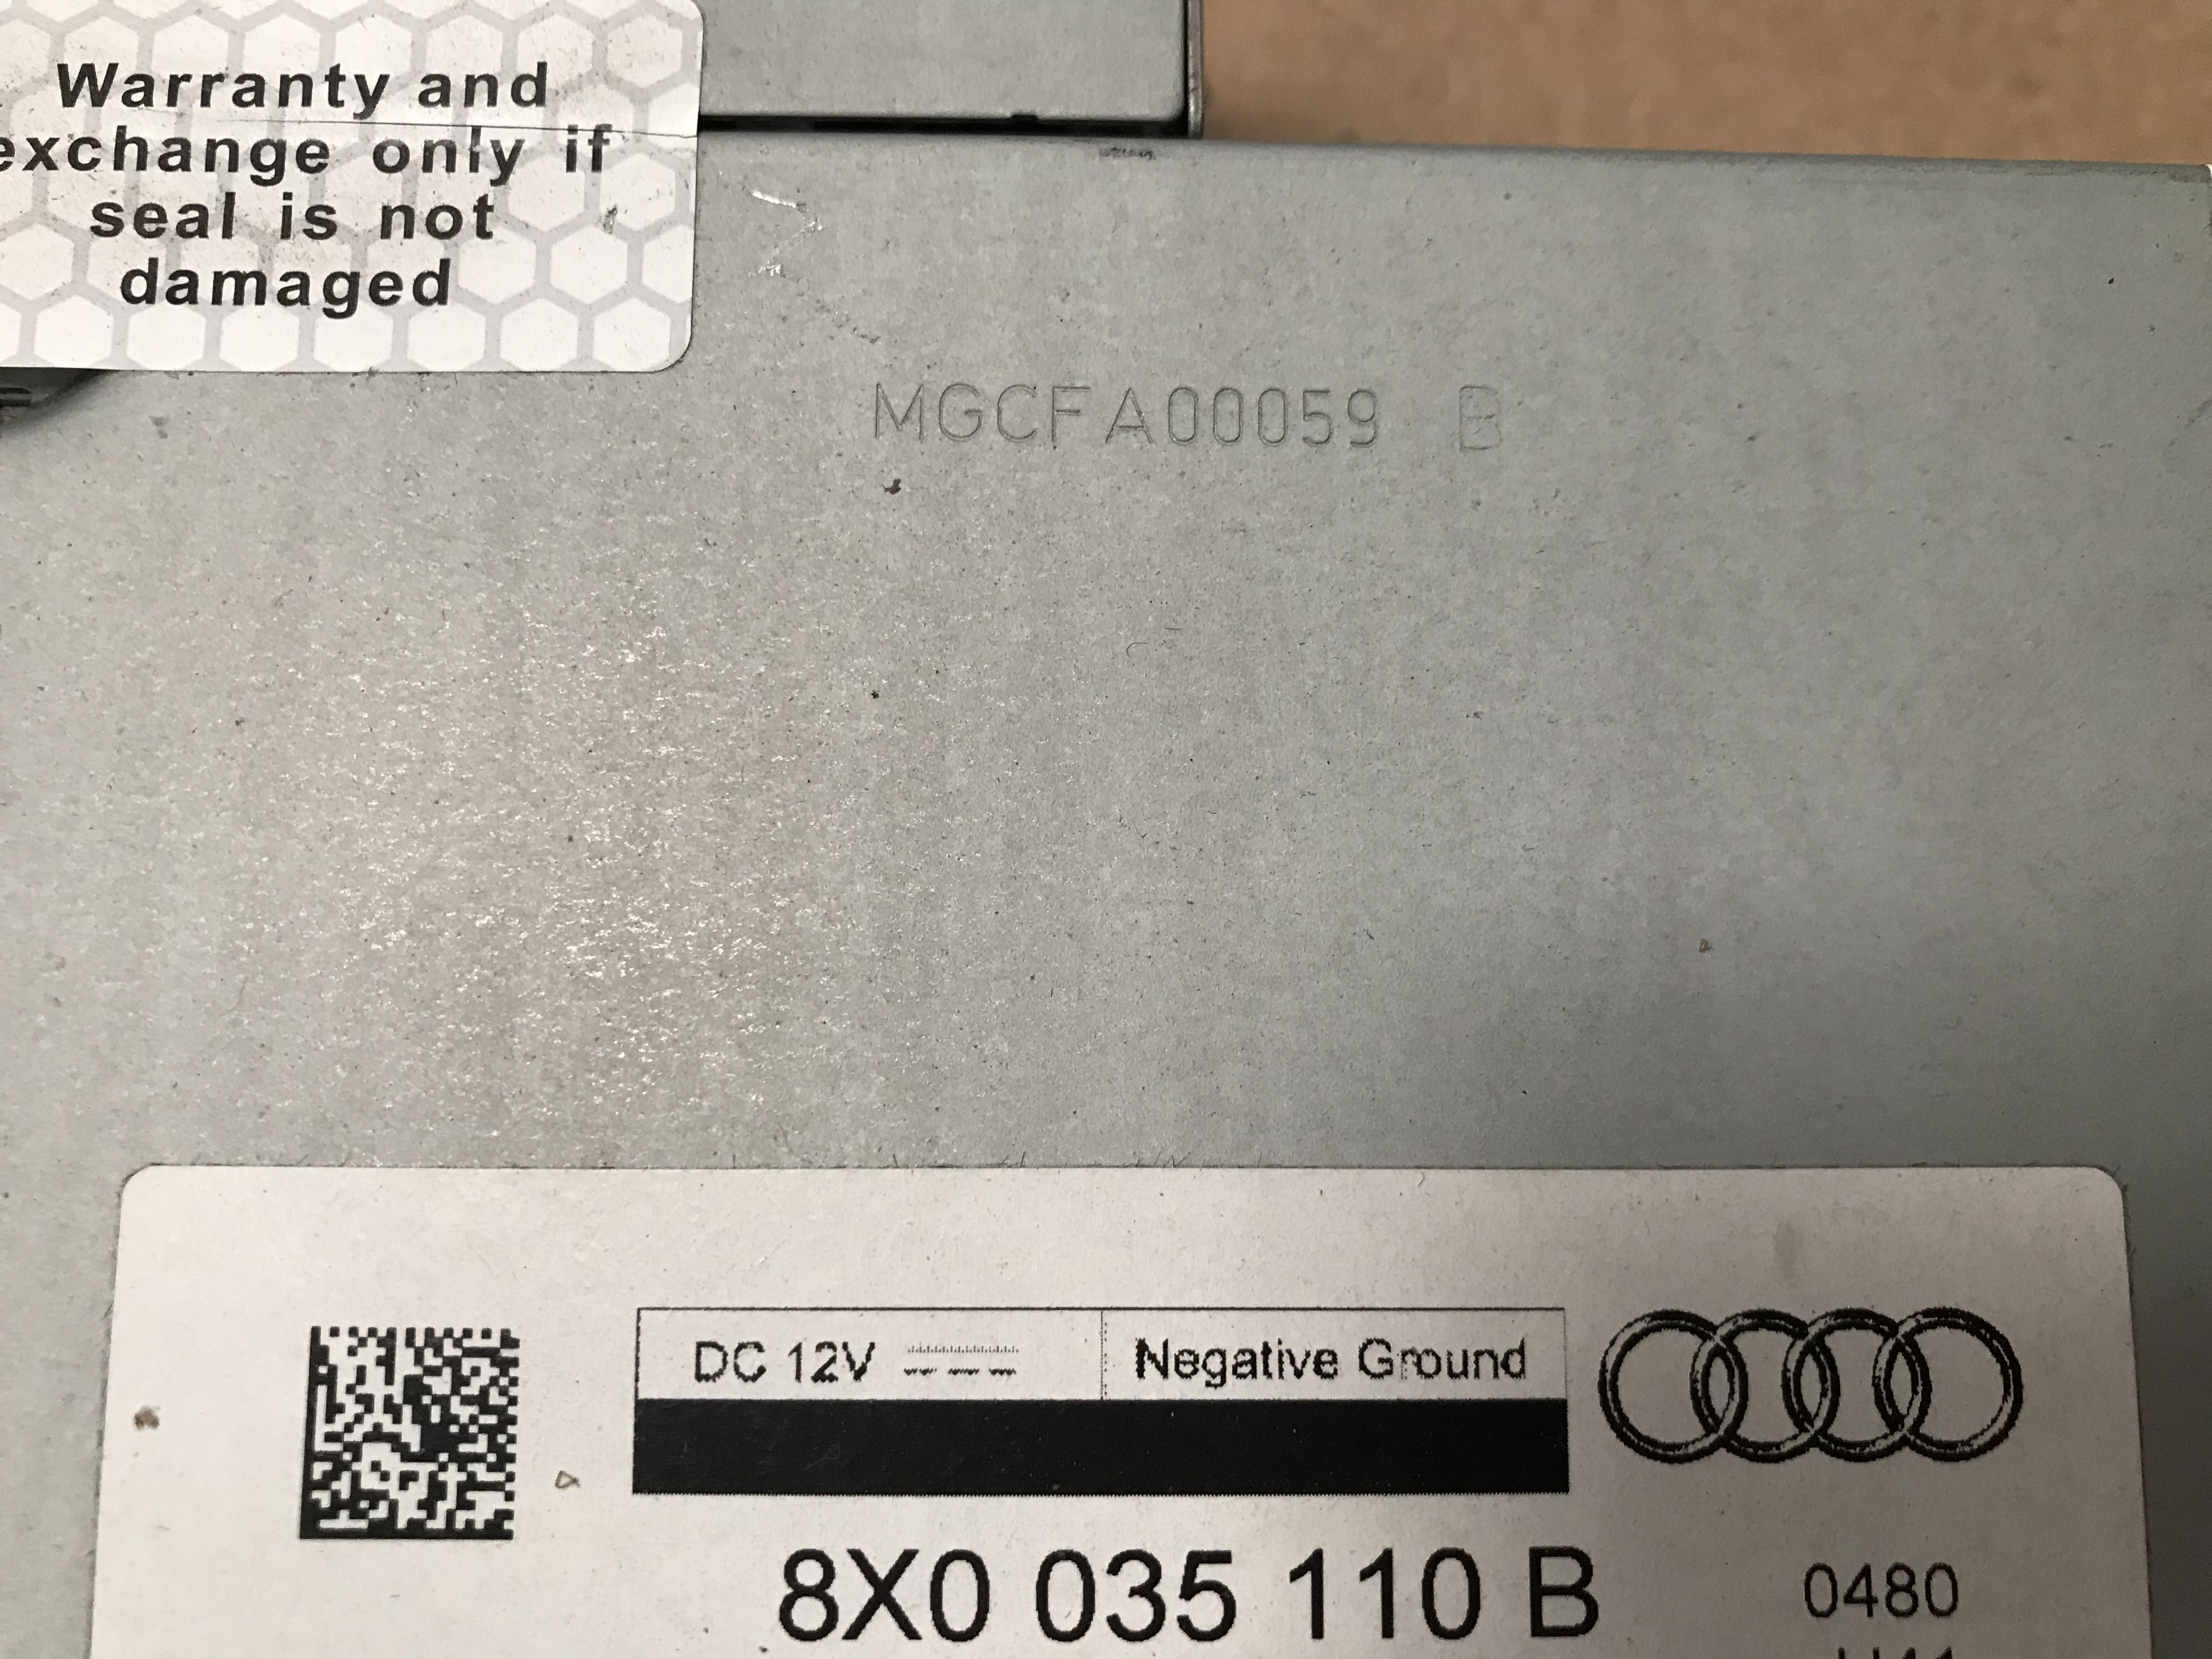 Warranty and
exchange only if
seal is not
damaged
MGCFA00059 B
DC 12V
Negative Ground
8X0 035 110 B
0480